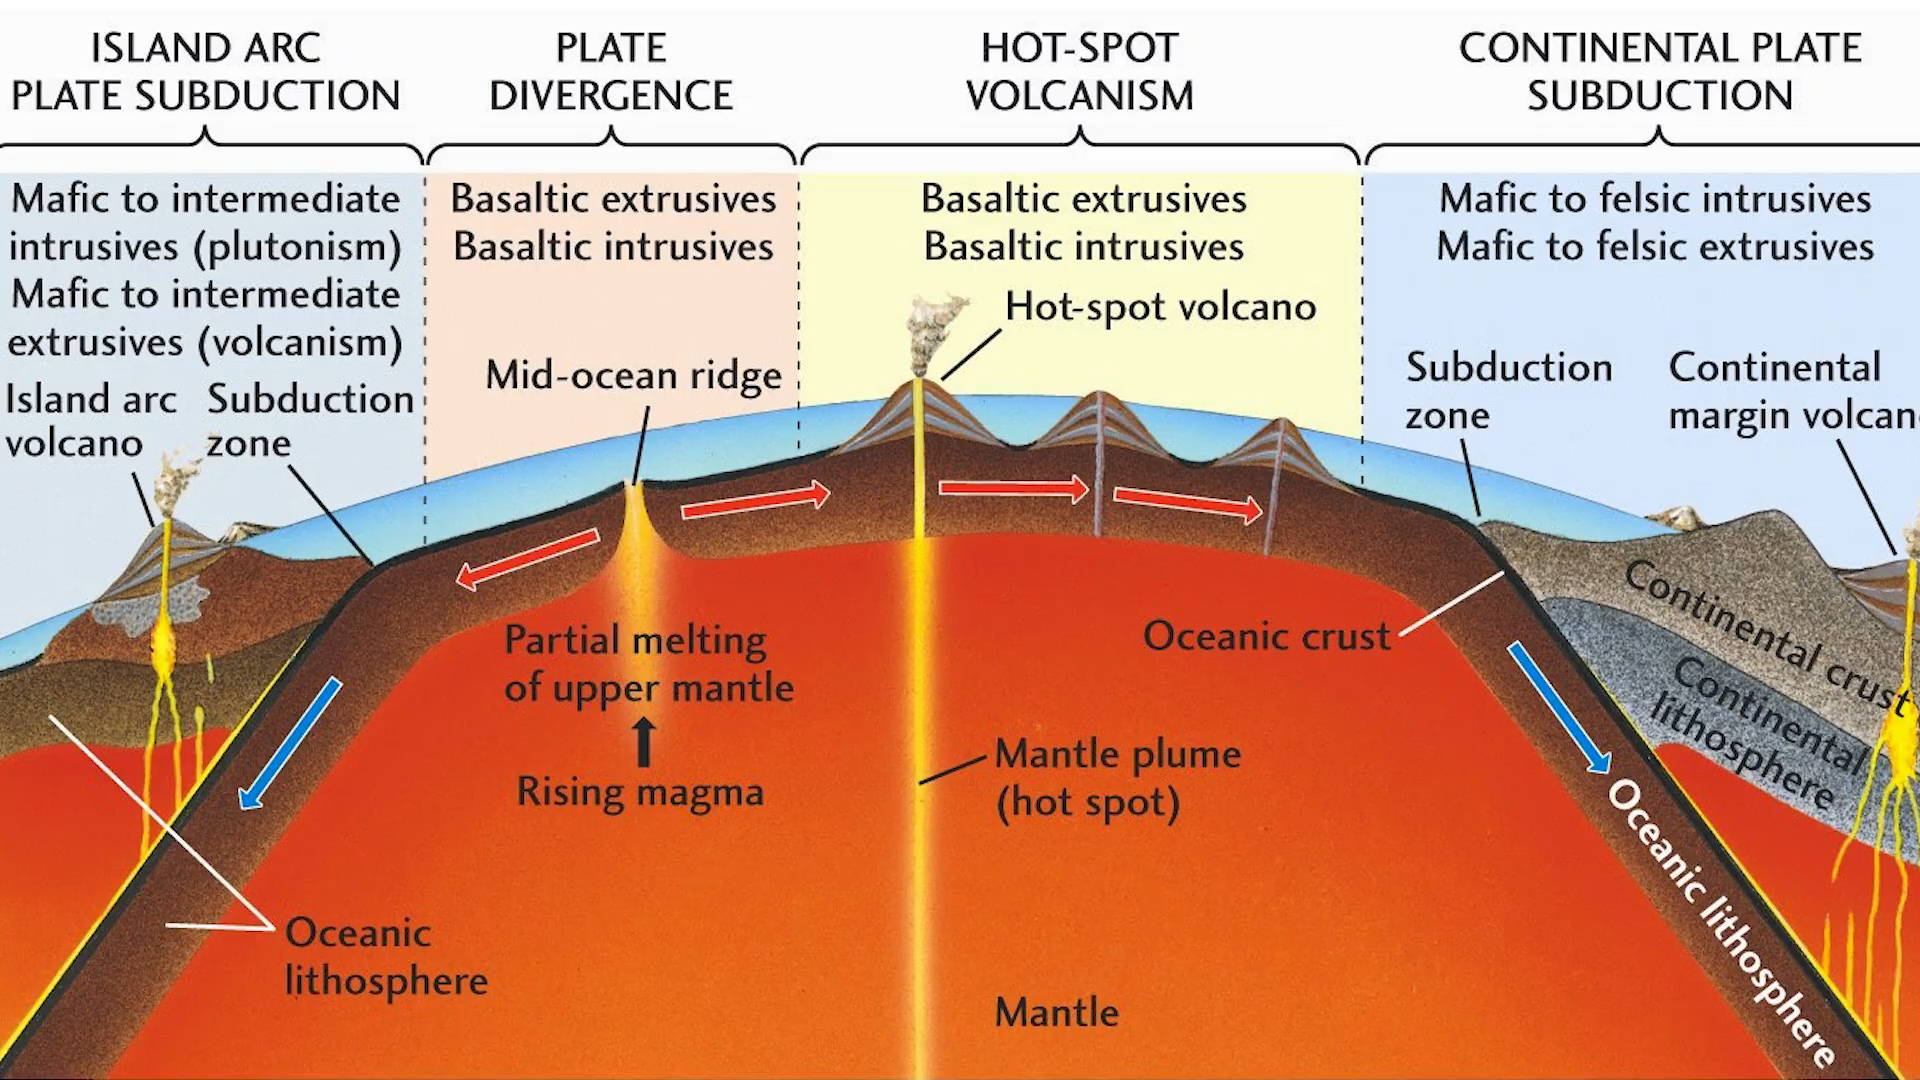 ISLAND ARC
PLATE SUBDUCTION
PLATE
DIVERGENCE
HOT-SPOT
VOLCANISM
CONTINENTAL PLATE
SUBDUCTION
Mafic to intermediate
intrusives (plutonism)
Mafic to intermediate
extrusives (volcanism)
Basaltic extrusives
Basaltic intrusives
Basaltic extrusives
Basaltic intrusives
Mafic to felsic intrusives
Mafic to felsic extrusives
Island arc
volcano
Subduction
zone
Mid-ocean ridge
Hot-spot volcano
Subduction
zone
Continental
margin volcano
Partial melting
of upper mantle
Rising magma
Oceanic crust
Continental crust
Continental
lithosphere
Mantle plume
(hot spot)
Oceanic
lithosphere
Oceanic lithosphere
Mantle